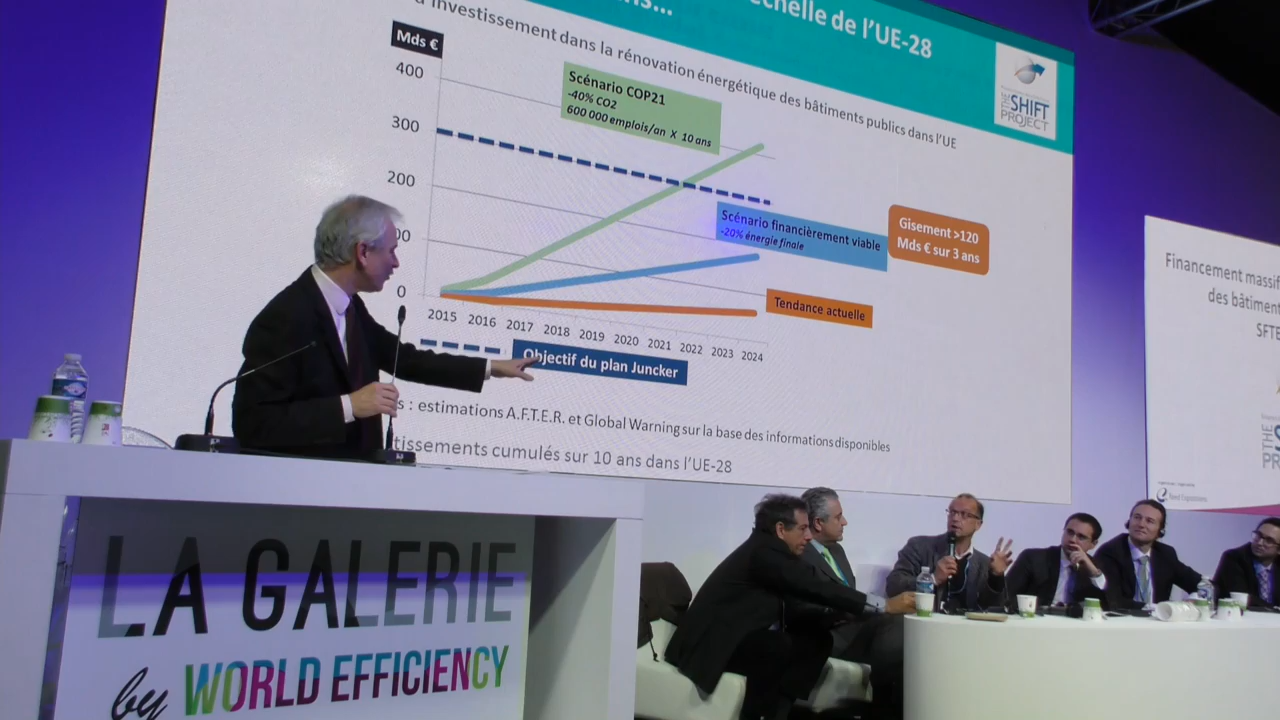 échelle de l'UE-28
d'investissement dans la rénovation énergétique des bâtiments publics dans l'UE
THE SHIFT PROJECT
Mds €
400
300
200
00
0
Scénario COP21
-40% CO2
600 000 emplois/an X 10 ans
Scénario financièrement viable
-20% énergie finale
Gisement >120
Mds € sur 3 ans
Tendance actuelle
2015 2016 2017 2018 2019 2020 2021 2022 2023 2024
Objectif du plan Juncker
s : estimations A.F.T.E.R. et Global Warning sur la base des informations disponibles
tissements cumulés sur 10 ans dans l'UE-28
Financement massif
des bâtiment
SFTE
THE S
PR
LA GALERIE
by WORLD EFFICIENCY